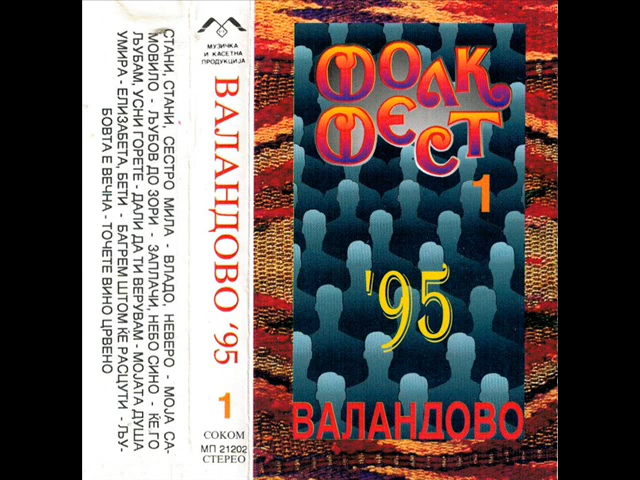 СТАНИ, СТАНИ, СЕСТРО МИЛА - ВЛАДО, НЕВЕРО - МОЈА СА-
МОВИЛО - ЉУБОВ ДО ЗОРИ - ЗАПЛАЧИ, НЕБО СИНО - ЌЕ ГО
ЉУБАМ, УСНИ ГОРЕТЕ - ДАЛИ ДА ТИ ВЕРУВАМ - МОЈАТА ДУША
УМИРА - ЕЛИЗАБЕТА, БЕТИ - БАГРЕМ ШТОМ ЌЕ РАСЦУТИ - ЉУ-
БОВТА Е ВЕЧНА - ТОЧЕТЕ ВИНО ЦРВЕНО
МУЗИЧКА
И КАСЕТНА
ПРОДУКЦИЈА
ВАЛАНДОВО '95
1
СОКОМ
МП 21202
СТЕРЕО
ФОЛК
ФЕСТ
1
'95
ВАЛАНДОВО